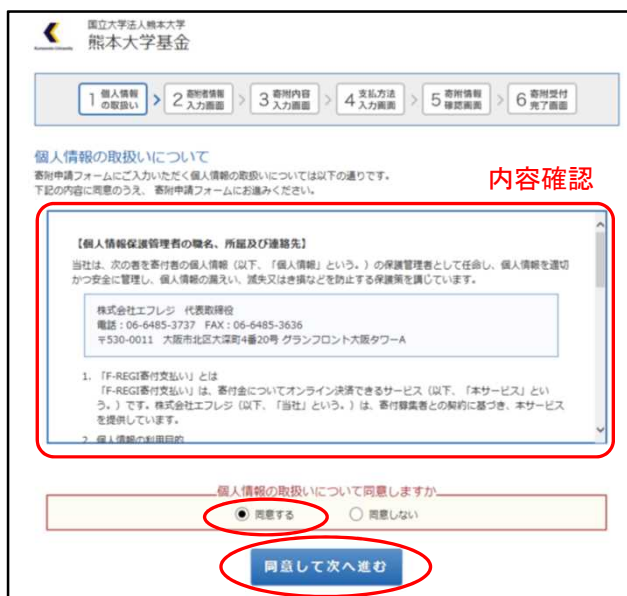 国立大学法人熊本大学
熊本大学基金
1 個人情報の取扱い > 2 寄附者情報入力画面 > 3 寄附内容入力画面 > 4 支払方法入力画面 > 5 寄附情報確認画面 > 6 寄附受付完了画面
個人情報の取扱いについて
寄附申請フォームにご入力いただく個人情報の取扱いについては以下の通りです。
下記の内容に同意のうえ、 寄附申請フォームにお進みください。
内容確認
【個人情報保護管理者の職名、所属及び連絡先】
当社は、次の者を寄付者の個人情報（以下、「個人情報」という。）の保護管理者として任命し、個人情報を適切
かつ安全に管理し、個人情報の漏えい、滅失又はき損などを防止する保護策を講じています。
株式会社エフレジ 代表取締役
電話：06-6485-3737 FAX：06-6485-3636
〒530-0011 大阪市北区大深町4番20号 グランフロント大阪タワーA
1. 「F-REGI寄付支払い」とは
「F-REGI寄付支払い」は、寄付金についてオンライン決済できるサービス（以下、「本サービス」とい
う。）です。株式会社エフレジ（以下、「当社」という。）は、寄付募集者との契約に基づき、本サービス
を提供しています。
2. 個人情報の利用目的
個人情報の取扱いについて同意しますか
同意する 同意しない
同意して次へ進む